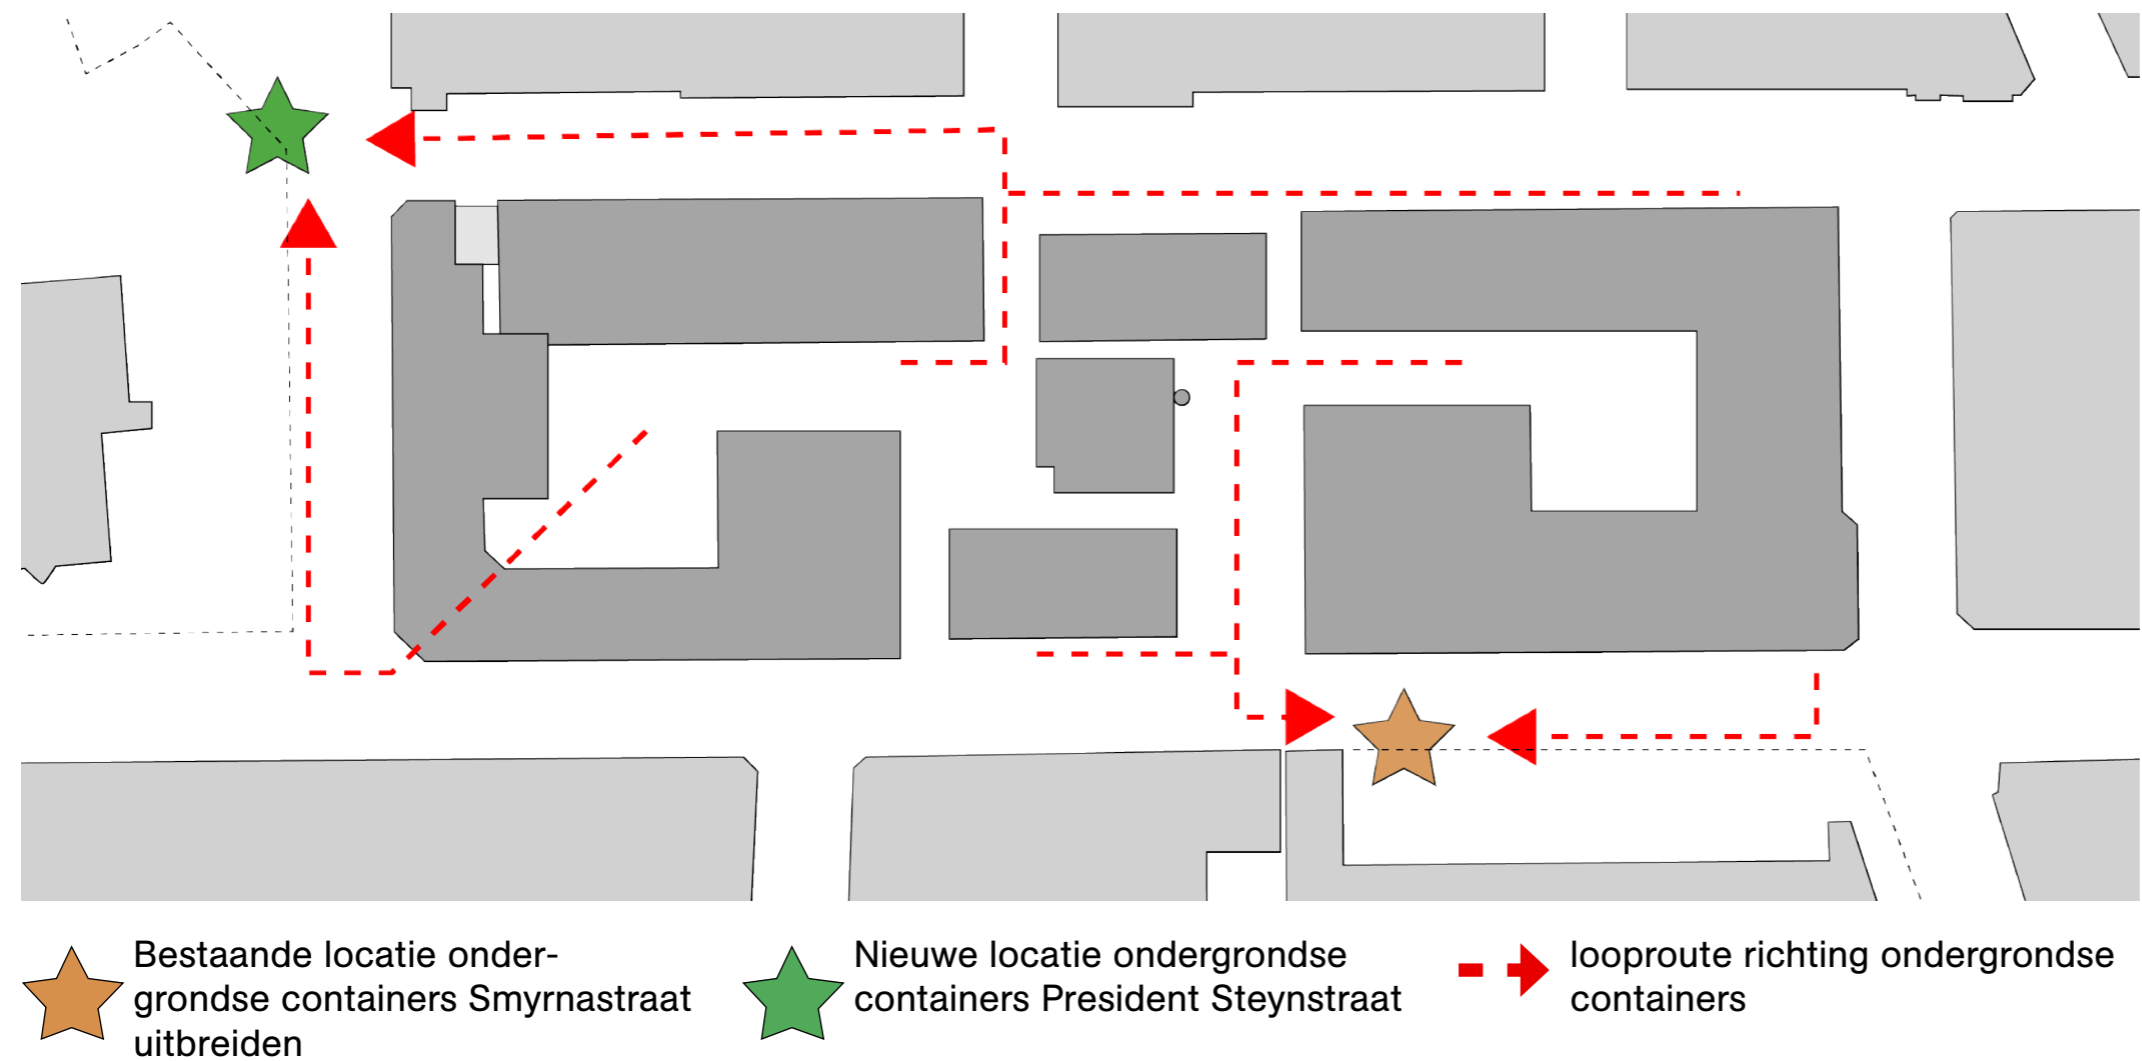 Bestaande locatie onder-
grondse containers Smyrnastraat
uitbreiden
Nieuwe locatie ondergrondse
containers President Steynstraat
looproute richting ondergrondse
containers